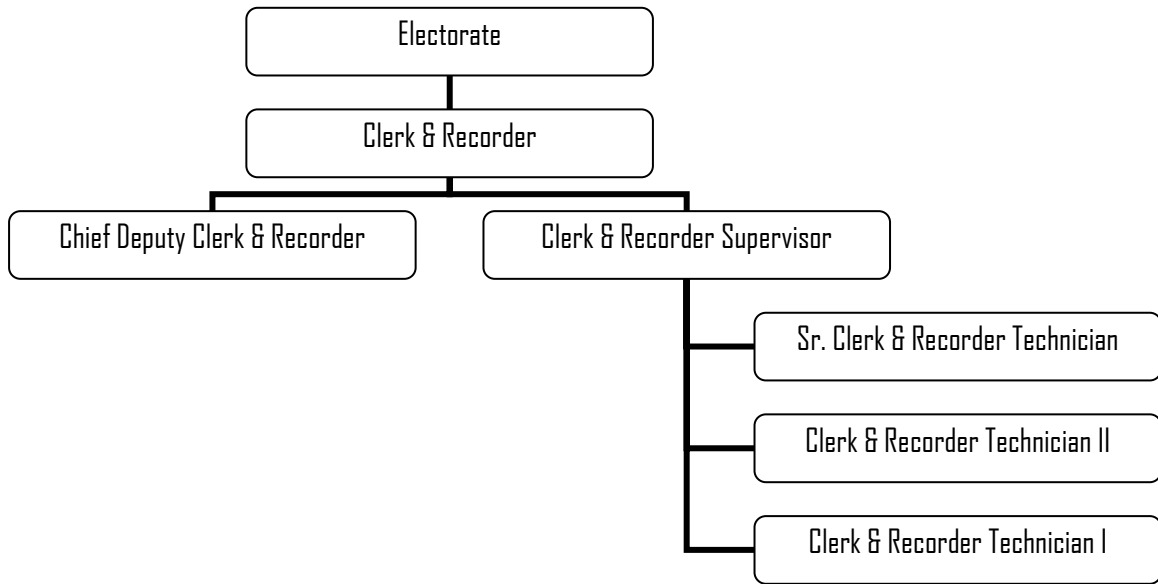 Electorate
Clerk & Recorder
Chief Deputy Clerk & Recorder
Clerk & Recorder Supervisor
Sr. Clerk & Recorder Technician
Clerk & Recorder Technician II
Clerk & Recorder Technician I